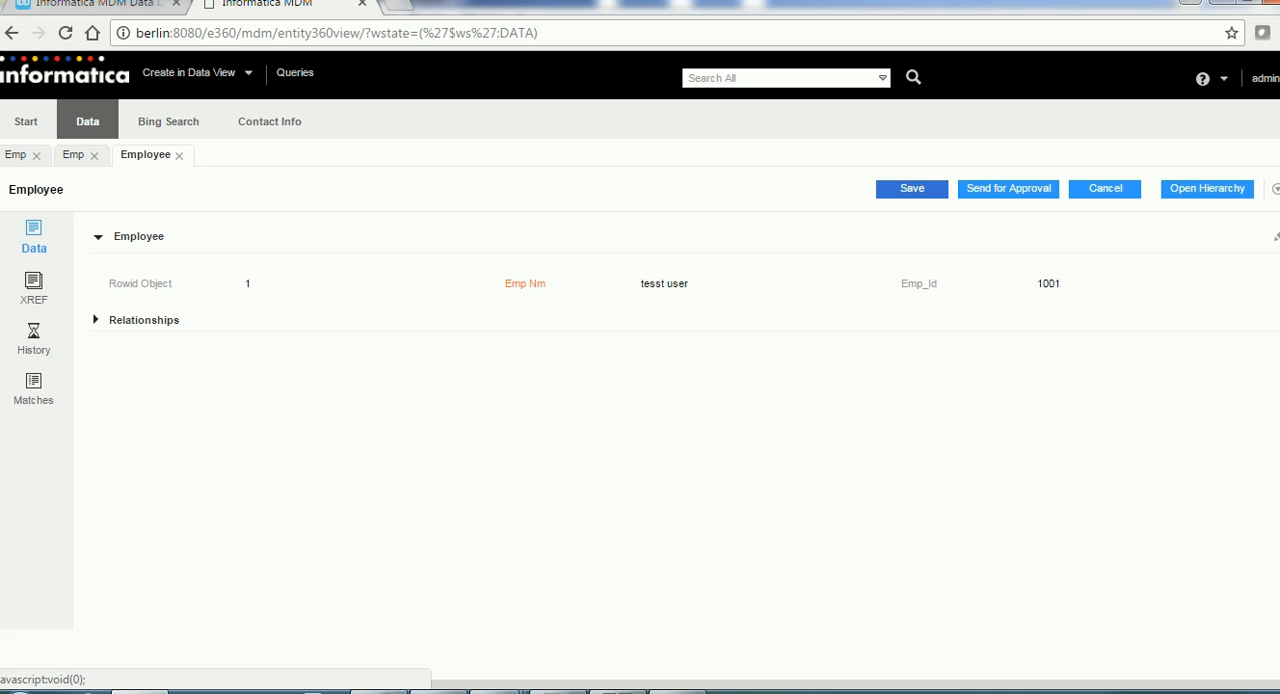 Informatica MDM Data
Informatica MDM
berlin:8080/e360/mdm/entity360view/?wstate=(%27$ws%27:DATA)
informatica
Create in Data View
Queries
Search All
admin
Start
Data
Bing Search
Contact Info
Emp
Emp
Employee
Employee
Save
Send for Approval
Cancel
Open Hierarchy
Data
XREF
History
Matches
Employee
Rowid Object 1
Emp Nm tesst user
Emp_Id 1001
Relationships
avascript:void(0);